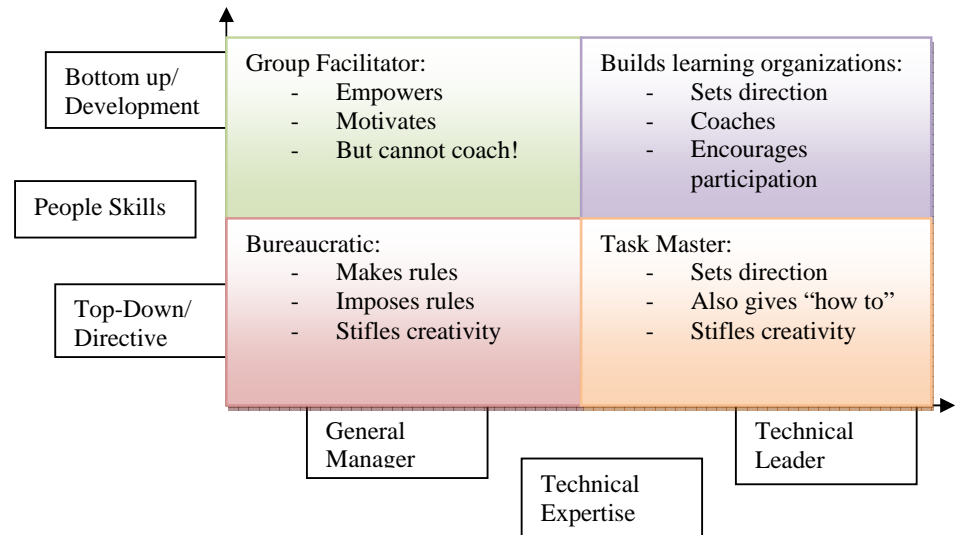 Bottom up/
Development
Group Facilitator:
- Empowers
- Motivates
- But cannot coach!
Builds learning organizations:
- Sets direction
- Coaches
- Encourages
participation
People Skills
Top-Down/
Directive
Bureaucratic:
- Makes rules
- Imposes rules
- Stifles creativity
Task Master:
- Sets direction
- Also gives “how to”
- Stifles creativity
General
Manager
Technical
Leader
Technical
Expertise